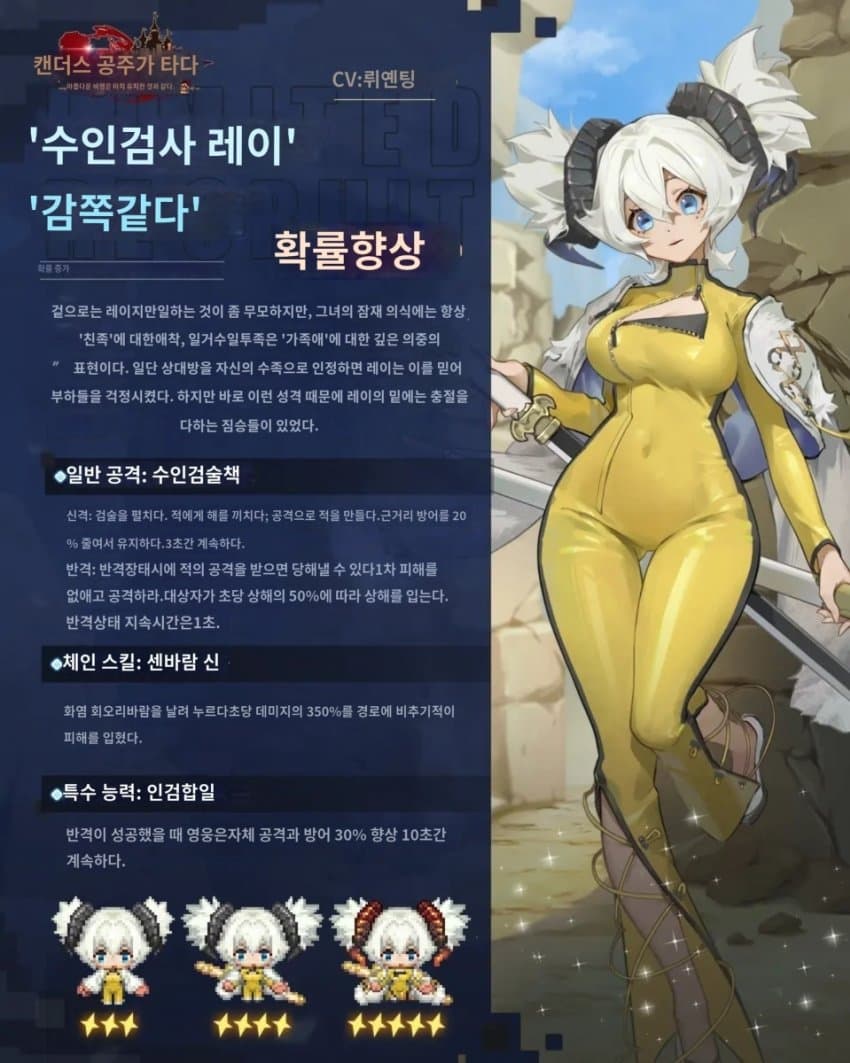 캔더스 공주가 타다
CV:뤼옌팅
LIMITED
RECRUIT
'수인검사 레이'
'감쪽같다'
확률향상
확률 증가
겉으로는 레이지만일하는 것이 좀 무모하지만, 그녀의 잠재 의식에는 항상
'친족'에 대한애착, 일거수일투족은 '가족애'에 대한 깊은 의중의
" 표현이다. 일단 상대방을 자신의 수족으로 인정하면 레이는 이를 믿어
부하들을 걱정시켰다. 하지만 바로 이런 성격 때문에 레이의 밑에는 충절을
다하는 짐승들이 있었다.
일반 공격: 수인검술책
신격: 검술을 펼치다. 적에게 해를 끼치다; 공격으로 적을 만들다.근거리 방어를 20
% 줄여서 유지하다.3초간 계속하다.
반격: 반격장태시에 적의 공격을 받으면 당해낼 수 있다1차 피해를
없애고 공격하라.대상자가 초당 상해의 50%에 따라 상해를 입는다.
반격상태 지속시간은1초.
체인 스킬: 센바람 신
화염 회오리바람을 날려 누르다초당 데미지의 350%를 경로에 비추기적이
피해를 입혔다.
특수 능력: 인검합일
반격이 성공했을 때 영웅은자체 공격과 방어 30% 향상 10초간
계속하다.